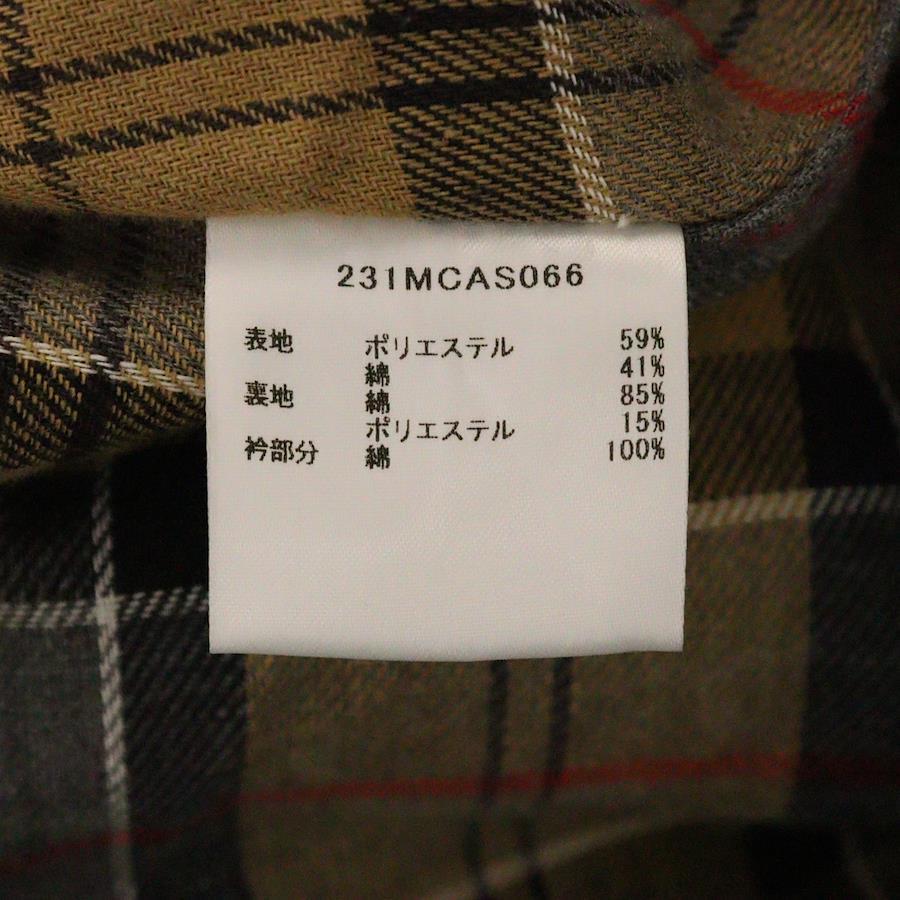 231MCAS066
表地 ポリエステル 59%
綿 41%
裏地 綿 85%
ポリエステル 15%
衿部分 綿 100%